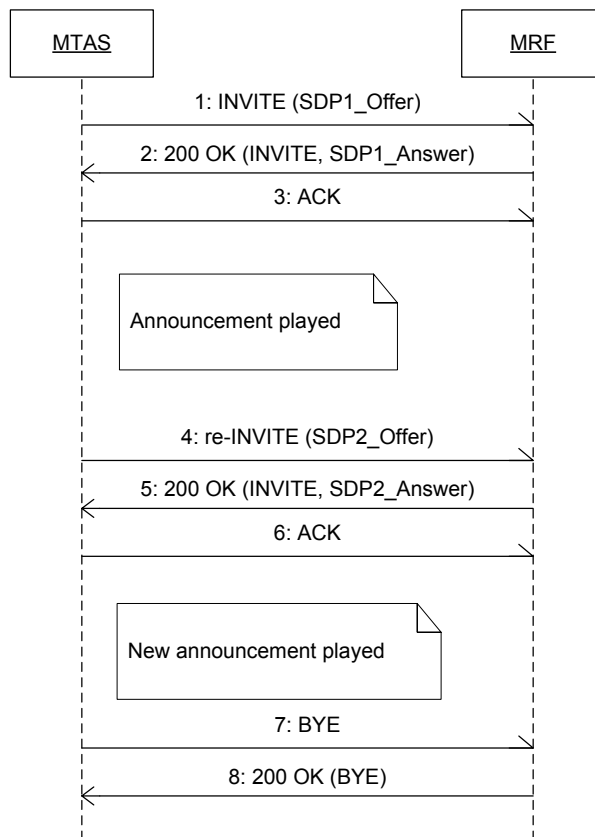 MTAS
MRF
1: INVITE (SDP1_Offer)
2: 200 OK (INVITE, SDP1_Answer)
3: ACK
Announcement played
4: re-INVITE (SDP2_Offer)
5: 200 OK (INVITE, SDP2_Answer)
6: ACK
New announcement played
7: BYE
8: 200 OK (BYE)